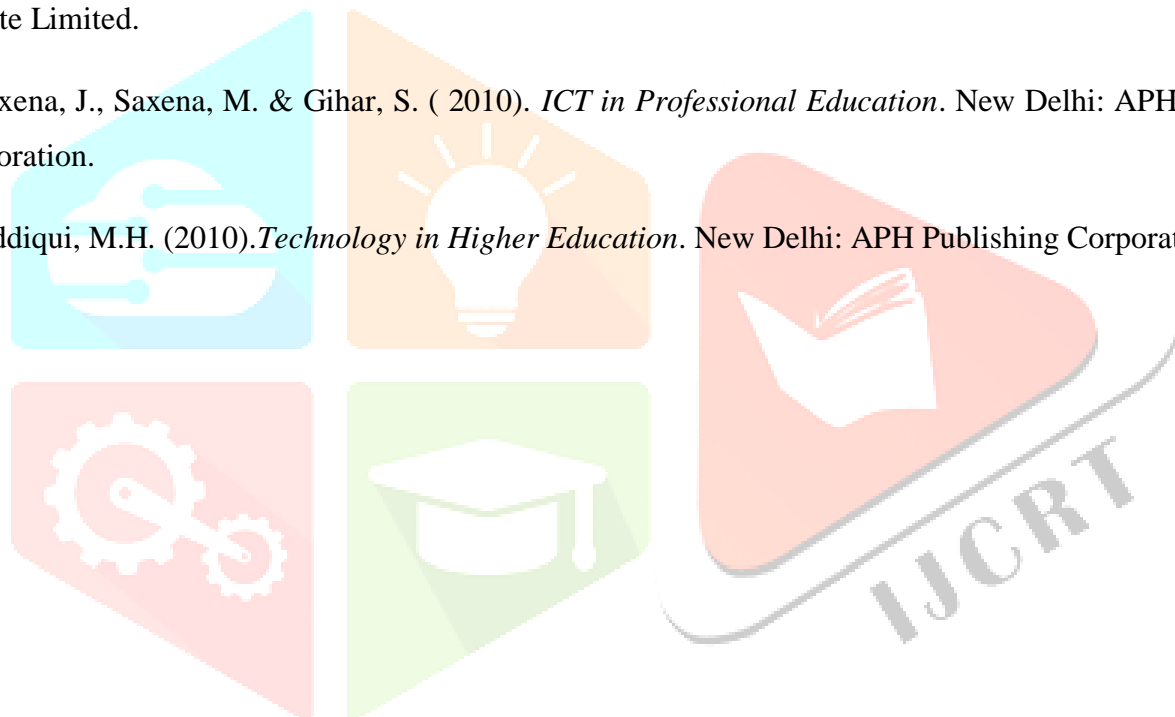 te Limited.
xena, J., Saxena, M. & Gihar, S. ( 2010). ICT in Professional Education. New Delhi: APH
oration.
ddiqui, M.H. (2010).Technology in Higher Education. New Delhi: APH Publishing Corporat
IJCRT